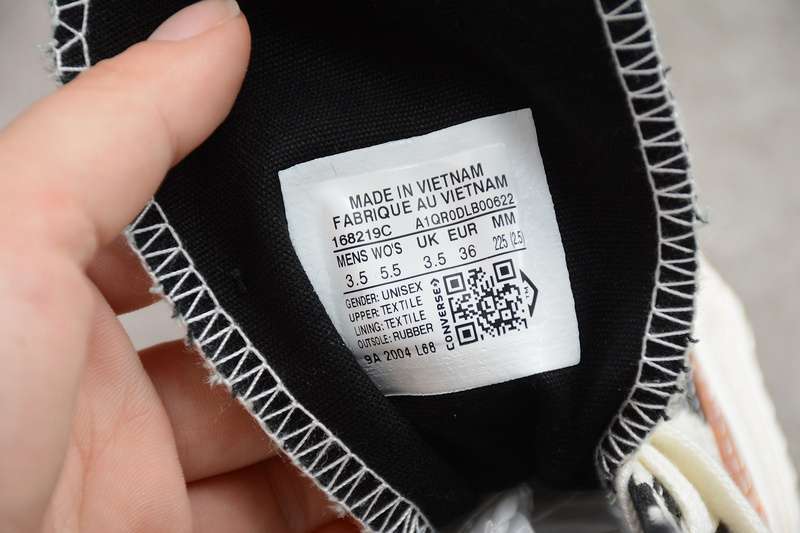 MADE IN VIETNAM
FABRIQUE AU VIETNAM
168219C A1QR0DLB00622
MENS WO'S UK EUR MM
3.5 5.5 3.5 36 225 (2.5)
GENDER: UNISEX
UPPER: TEXTILE
LINING: TEXTILE
OUTSOLE: RUBBER
9A 2004 L68
CONVERSE